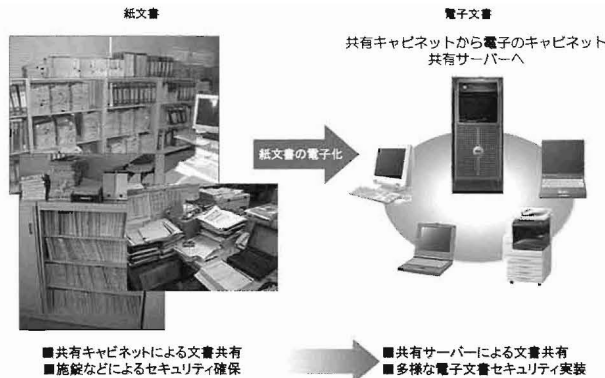 紙文書
電子文書
共有キャビネットから電子のキャビネット
共有サーバーへ
紙文書の電子化
■共有キャビネットによる文書共有
■施錠などによるセキュリティ確保
■共有サーバーによる文書共有
■多様な電子文書セキュリティ実装